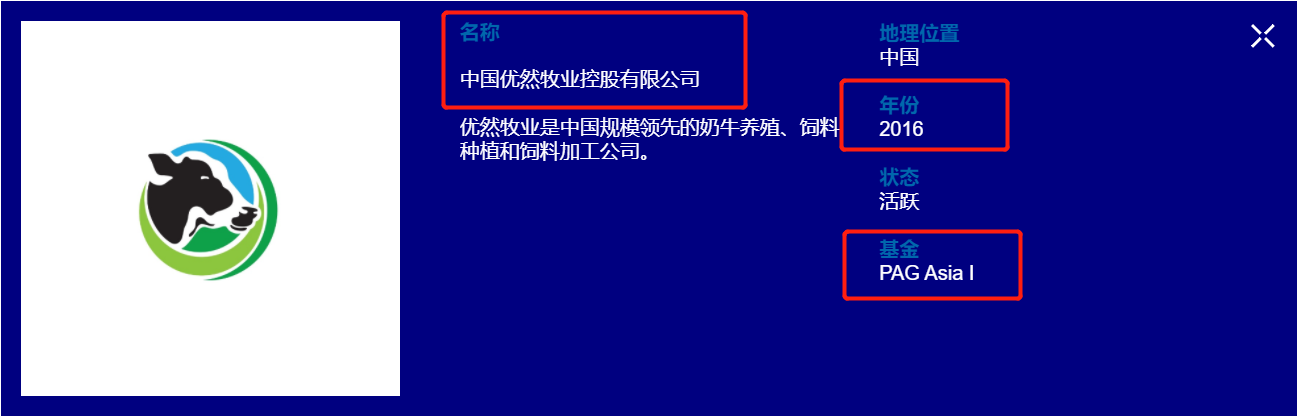 名称
中国优然牧业控股有限公司
优然牧业是中国规模领先的奶牛养殖、饲料
种植和饲料加工公司。
地理位置
中国
年份
2016
状态
活跃
基金
PAG Asia I